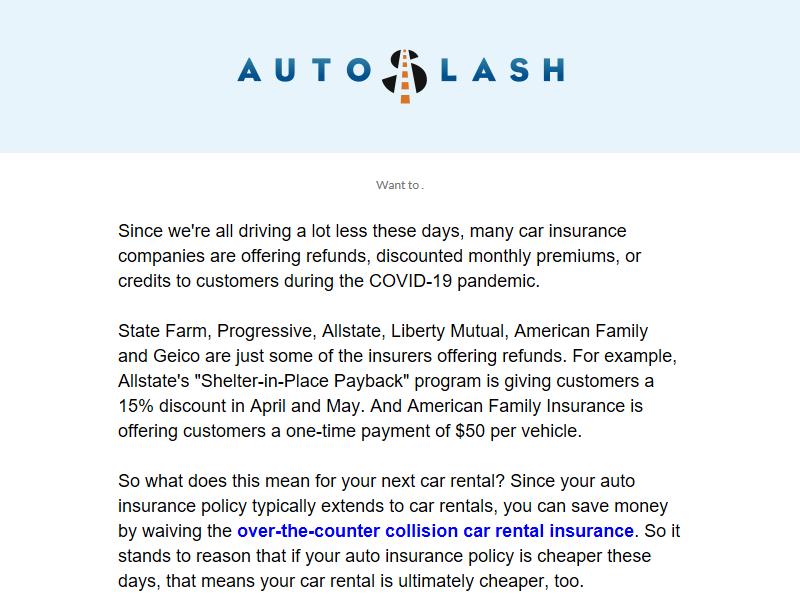 AUTOSLASH
Want to .
Since we're all driving a lot less these days, many car insurance
companies are offering refunds, discounted monthly premiums, or
credits to customers during the COVID-19 pandemic.
State Farm, Progressive, Allstate, Liberty Mutual, American Family
and Geico are just some of the insurers offering refunds. For example,
Allstate's "Shelter-in-Place Payback" program is giving customers a
15% discount in April and May. And American Family Insurance is
offering customers a one-time payment of $50 per vehicle.
So what does this mean for your next car rental? Since your auto
insurance policy typically extends to car rentals, you can save money
by waiving the over-the-counter collision car rental insurance. So it
stands to reason that if your auto insurance policy is cheaper these
days, that means your car rental is ultimately cheaper, too.